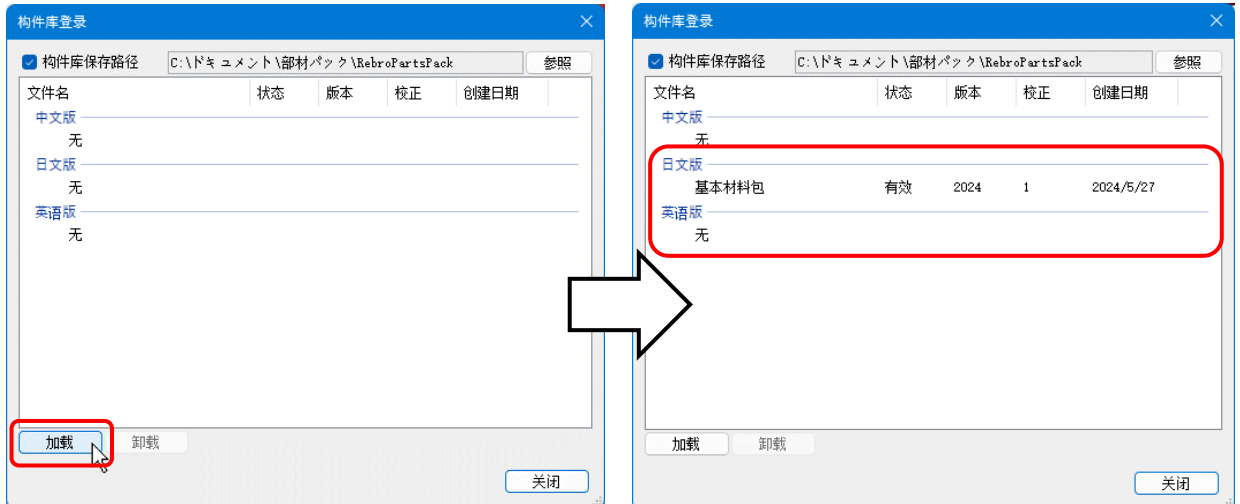 构件库登录
构件库保存路径 C:\ドキュメント\部材パック\RebroPartsPack 参照
文件名 状态 版本 校正 创建日期
中文版
无
日文版
无
英语版
无
加载 卸载
关闭
构件库登录
构件库保存路径 C:\ドキュメント\部材パック\RebroPartsPack 参照
文件名 状态 版本 校正 创建日期
中文版
无
日文版
基本材料包 有效 2024 1 2024/5/27
英语版
无
加载 卸载
关闭